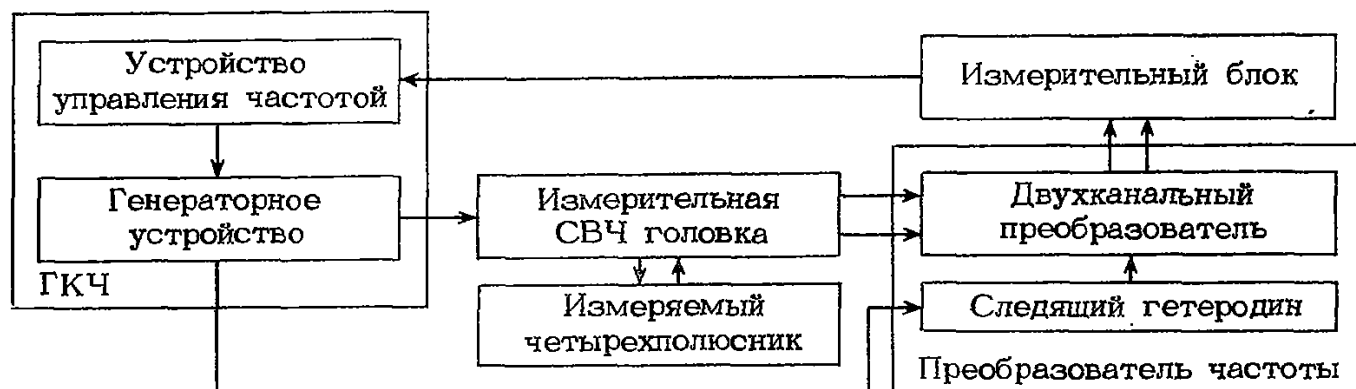 Устройство
управления частотой
Измерительный блок
Генераторное
устройство
ГКЧ
Измерительная
СВЧ головка
Двухканальный
преобразователь
Измеряемый
четырехполюсник
Следящий гетеродин
Преобразователь частоты